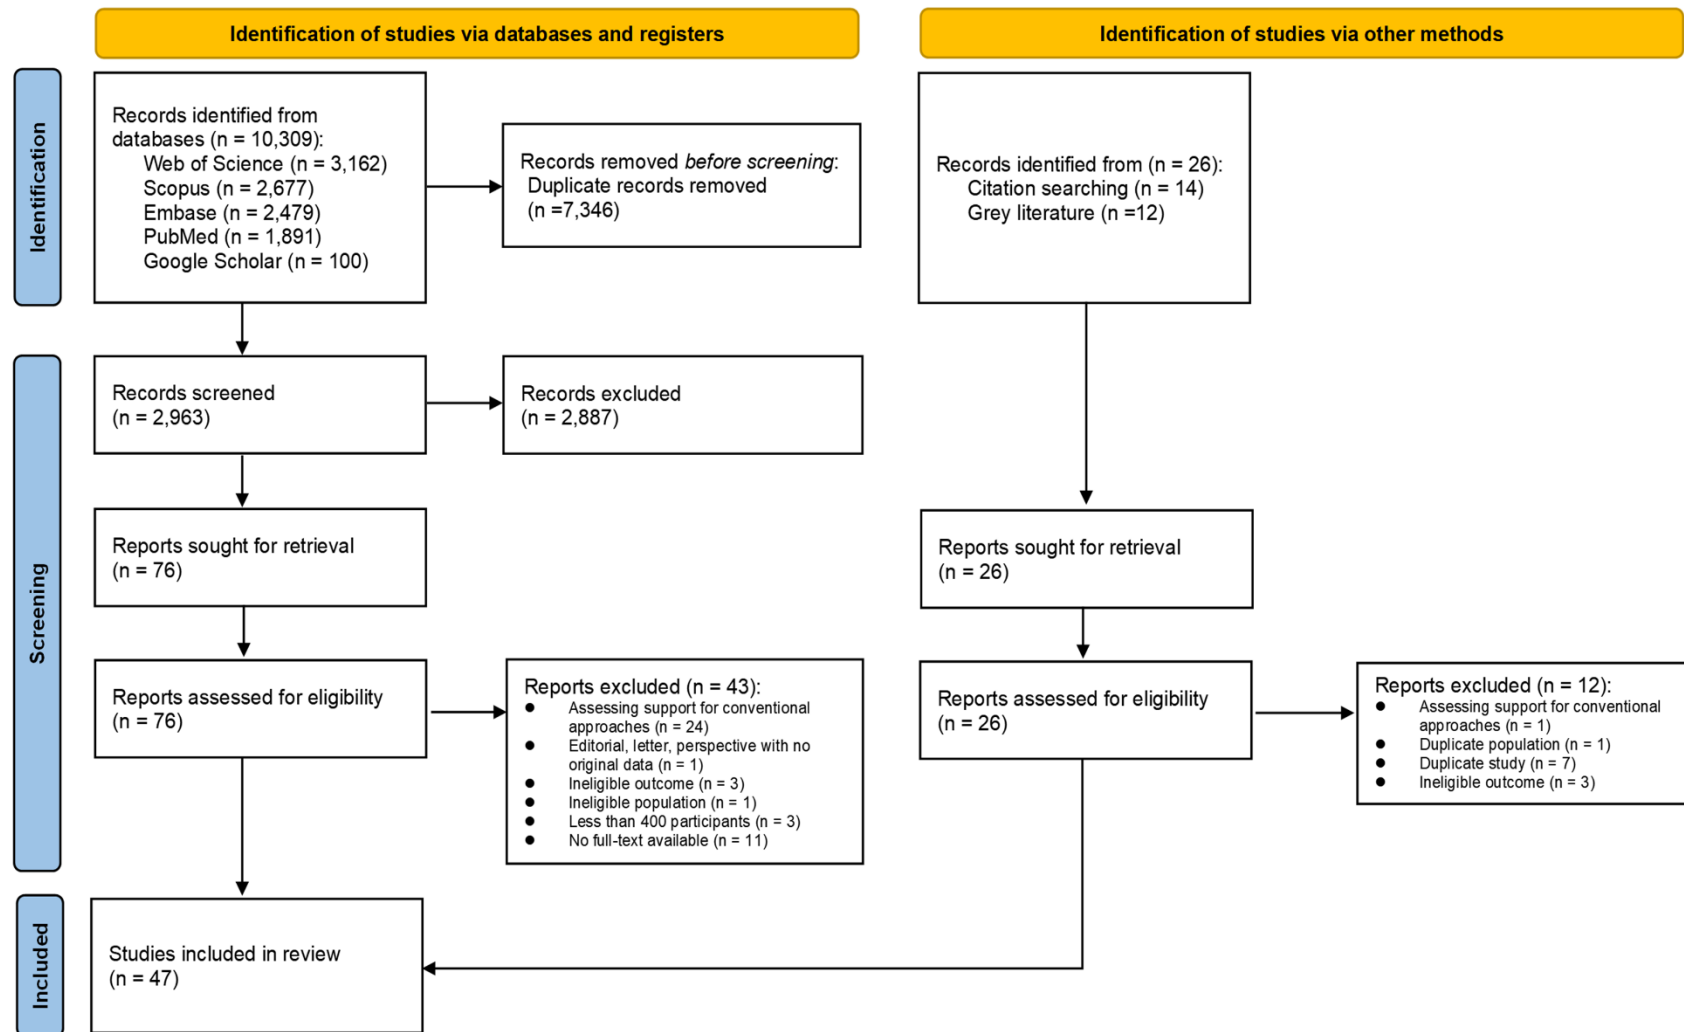 Identification of studies via databases and registers
Identification of studies via other methods
Identification
Records identified from
databases (n = 10,309):
Web of Science (n = 3,162)
Scopus (n = 2,677)
Embase (n = 2,479)
PubMed (n = 1,891)
Google Scholar (n = 100)
Records removed before screening:
Duplicate records removed
(n =7,346)
Records identified from (n = 26):
Citation searching (n = 14)
Grey literature (n =12)
Screening
Records screened
(n = 2,963)
Records excluded
(n = 2,887)
Reports sought for retrieval
(n = 76)
Reports sought for retrieval
(n = 26)
Reports assessed for eligibility
(n = 76)
Reports excluded (n = 43):
● Assessing support for conventional
approaches (n = 24)
● Editorial, letter, perspective with no
original data (n = 1)
● Ineligible outcome (n = 3)
● Ineligible population (n = 1)
● Less than 400 participants (n = 3)
● No full-text available (n = 11)
Reports assessed for eligibility
(n = 26)
Reports excluded (n = 12):
● Assessing support for conventional
approaches (n = 1)
● Duplicate population (n = 1)
● Duplicate study (n = 7)
● Ineligible outcome (n = 3)
Included
Studies included in review
(n = 47)